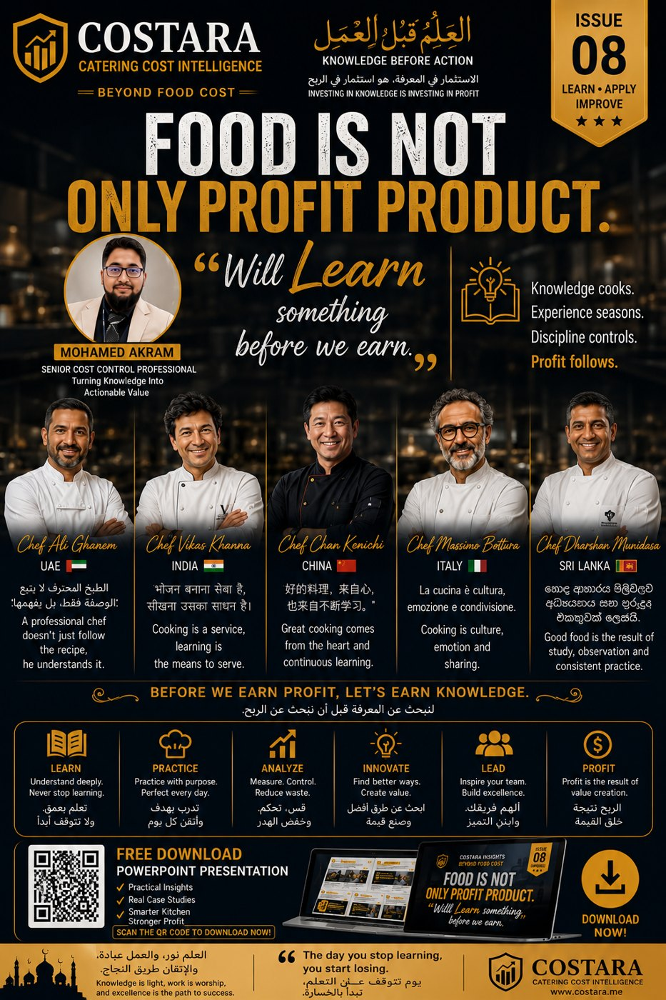 COSTARA
CATERING COST INTELLIGENCE
BEYOND FOOD COST
العِلْمُ قَبْلُ العَمَلِ
KNOWLEDGE BEFORE ACTION
الاستثمار في المعرفة، هو استثمار في الربح
INVESTING IN KNOWLEDGE IS INVESTING IN PROFIT
ISSUE
08
LEARN • APPLY
IMPROVE
FOOD IS NOT
ONLY PROFIT PRODUCT.
“Will Learn
something
before we earn.”
MOHAMED AKRAM
SENIOR COST CONTROL PROFESSIONAL
Turning Knowledge Into
Actionable Value
Knowledge cooks.
Experience seasons.
Discipline controls.
Profit follows.
Chef Ali Ghanem
UAE
الطبخ المحترف لا يتبع
الوصفة فقط، بل يفهمها:
A professional chef
doesn't just follow
the recipe,
he understands it.
Chef Vikas Khanna
INDIA
भोजन बनाना सेबा है,
सीखना उसका साधन है।
Cooking is a service,
learning is
the means to serve.
Chef Chan Kenichi
CHINA
“好的料理，来自心，
也来自不断学习。”
Great cooking comes
from the heart and
continuous learning.
Chef Massimo Bottura
ITALY
La cucina è cultura,
emozione e condivisione.
Cooking is culture,
emotion and
sharing.
Chef Dharshan Munidasa
SRI LANKA
Good food is the result of
study, observation and
consistent practice.
BEFORE WE EARN PROFIT, LET'S EARN KNOWLEDGE.
لنبحث عن المعرفة قبل أن نبحث عن الربح.
LEARN
Understand deeply.
Never stop learning.
تعلم بعمق.
ولا تتوقف أبداً
PRACTICE
Practice with purpose.
Perfect every day.
تدرب بهدف
وأتقن كل يوم
ANALYZE
Measure. Control.
Reduce waste.
قس، تحكم.
وخفض الهدر
INNOVATE
Find better ways.
Create value.
ابحث عن طرق أفضل
وصنع قيمة
LEAD
Inspire your team.
Build excellence.
ألهم فريقك.
وابنِ التميز
PROFIT
Profit is the result of
value creation.
الربح نتيجة
خلق القيمة
FREE DOWNLOAD
POWERPOINT PRESENTATION
Practical Insights
Real Case Studies
Smarter Kitchen
Stronger Profit
SCAN THE QR CODE TO DOWNLOAD NOW!
COSTARA INSIGHTS
BEYOND FOOD COST
ISSUE
08
FOOD IS NOT
ONLY PROFIT PRODUCT.
“Willl Learn something,
before we earn.
DOWNLOAD
NOW!
العلم نور، والعمل عبادة.
والإتقان طريق النجاح.
Knowledge is light, work is worship,
and excellence is the path to success.
“The day you stop learning,
you start losing.
يوم تتوقف عن التعلم،
تبدأ بالخسارة.
COSTARA
CATERING COST INTELLIGENCE
www.costara.me